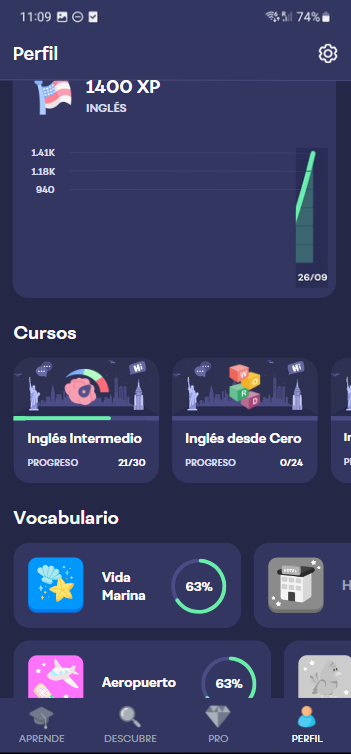 11:09
74%
Perfil
1400 XP
INGLÉS
1.41K
1.18K
940
26/09
Cursos
Hi
Hi
Inglés Intermedio
PROGRESO 21/30
WORD
Inglés desde Cero
PROGRESO 0/24
Vocabulario
Vida
Marina
63%
HOTEL
Aeropuerto
63%
APRENDE
DESCUBRE
PRO
PERFIL